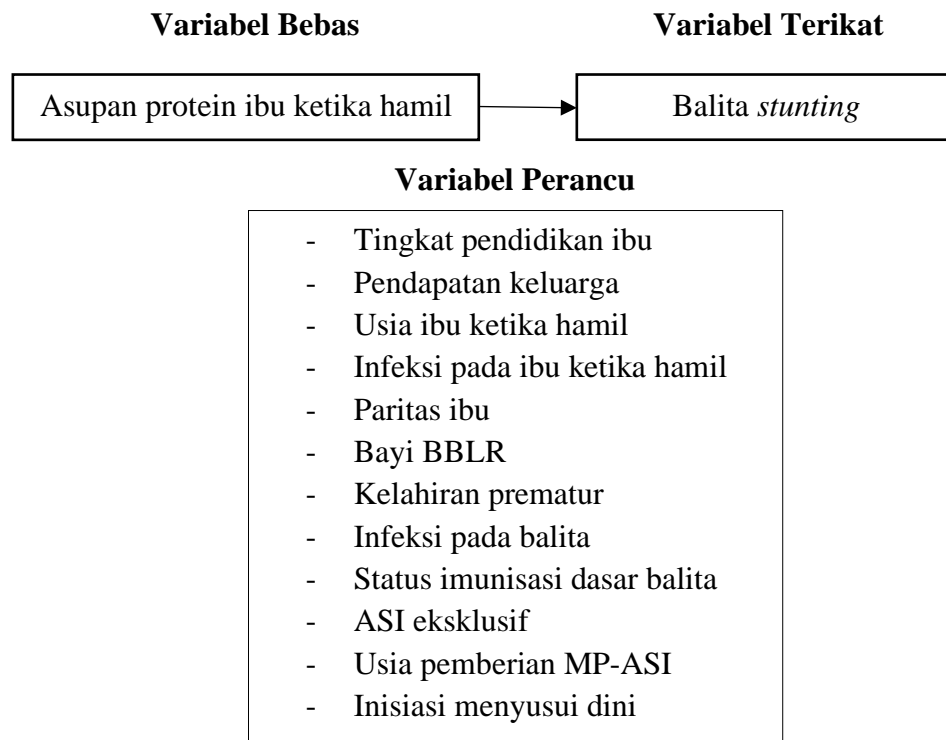 Variabel Bebas
Variabel Terikat
Asupan protein ibu ketika hamil
Balita stunting
Variabel Perancu
- Tingkat pendidikan ibu
- Pendapatan keluarga
- Usia ibu ketika hamil
- Infeksi pada ibu ketika hamil
- Paritas ibu
- Bayi BBLR
- Kelahiran prematur
- Infeksi pada balita
- Status imunisasi dasar balita
- ASI eksklusif
- Usia pemberian MP-ASI
- Inisiasi menyusui dini